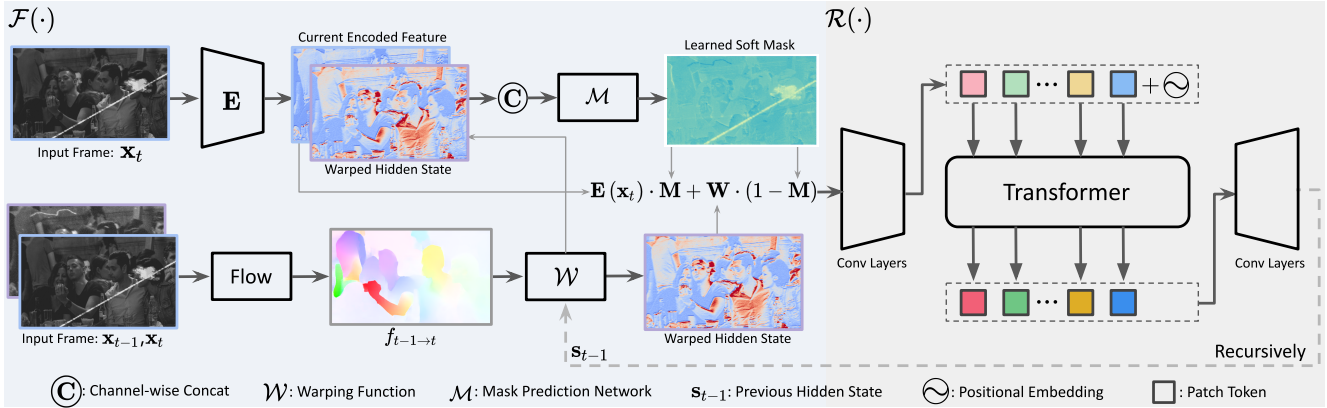 𝓕(·)
𝓡(·)
Current Encoded Feature
Learned Soft Mask
E
C
𝓜
+
Input Frame: x_t
Warped Hidden State
E (x_t) · M + W · (1 − M)
Transformer
Conv Layers
Conv Layers
Flow
𝓦
Input Frame: x_{t−1}, x_t
f_{t−1→t}
Warped Hidden State
s_{t−1}
Recursively
C: Channel-wise Concat
𝓦: Warping Function
𝓜: Mask Prediction Network
s_{t−1}: Previous Hidden State
: Positional Embedding
: Patch Token